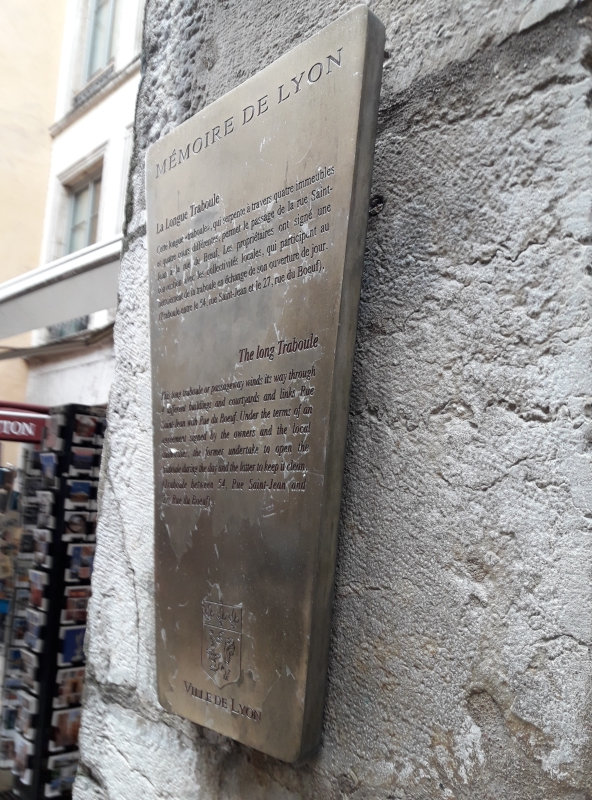 MÉMOIRE DE LYON
La Longue Traboule
Cette longue traboule, qui serpente à travers quatre immeubles
et quatre cours différentes, permet le passage de la rue Saint-
Jean à la rue du Boeuf. Les propriétaires ont signé une
convention avec les collectivités locales, qui participent au
nettoiement de la traboule en échange de son ouverture de jour.
(Traboule entre le 54, rue Saint-Jean et le 27, rue du Boeuf).
The long Traboule
This long traboule or passageway winds its way through
4 different buildings and courtyards and links Rue
Saint-Jean with Rue du Boeuf. Under the terms of an
agreement signed by the owners and the local
the former undertake to open the
traboule during the day and the latter to keep it clean.
(Traboule between 54, Rue Saint-Jean and
27, Rue du Boeuf).
VILLE DE LYON
TON